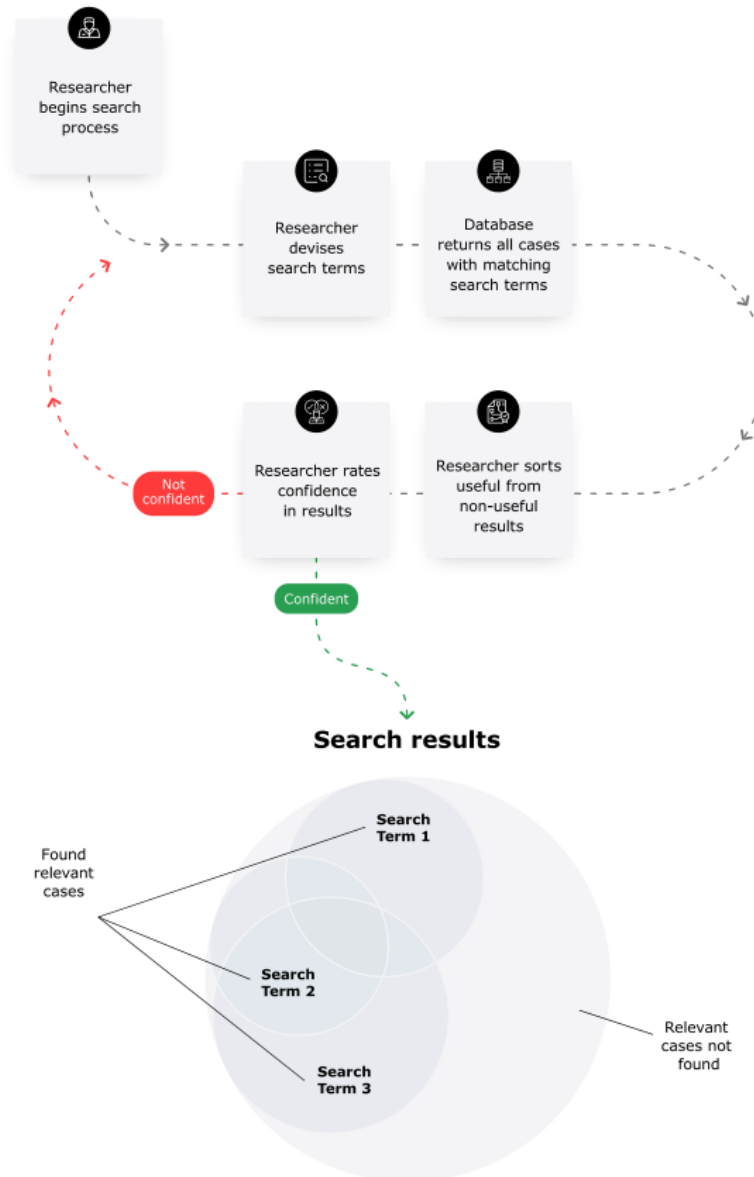 Researcher
begins search
process
Researcher
devises
search terms
Database
returns all cases
with matching
search terms
Not
confident
Researcher rates
confidence
in results
Researcher sorts
useful from
non-useful
results
Confident
Search results
Search
Term 1
Found
relevant
cases
Search
Term 2
Relevant
cases not
found
Search
Term 3